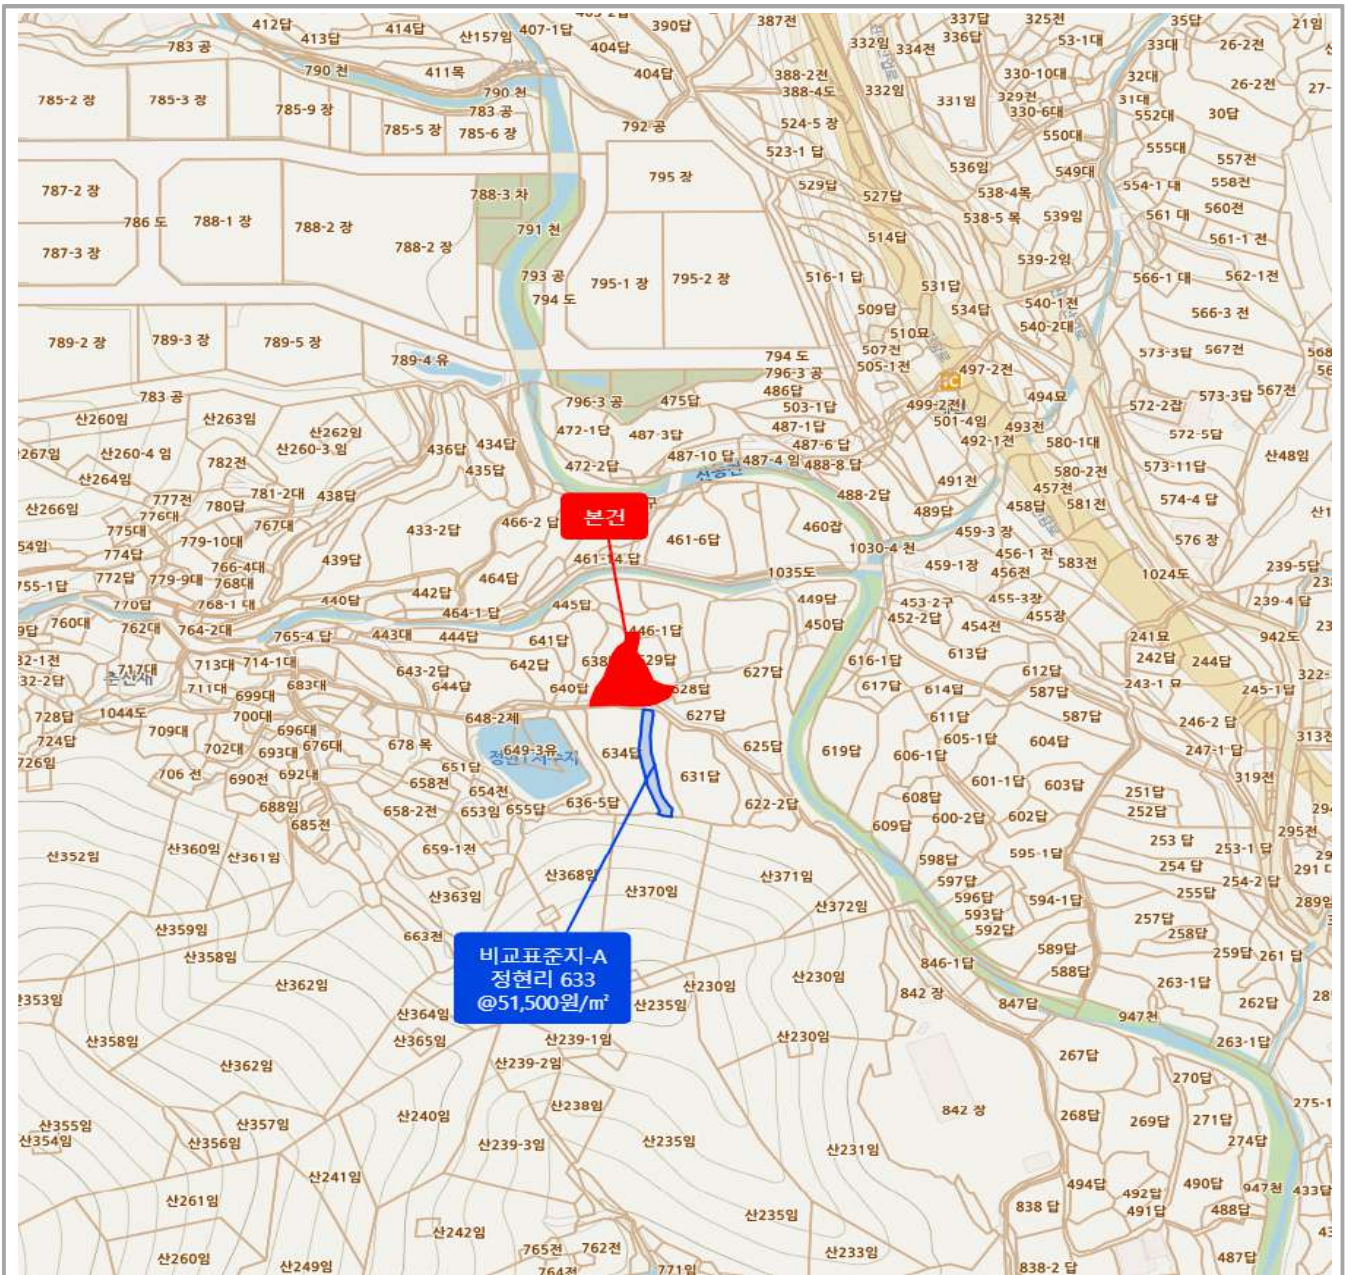 412답
413답
414답
산157임
407-1답
404답
390답
387전
332임
334전
337답
336답
325전
53-1대
35답
33대
26-2전
21임
783 공
790 천
411목
790 천
783 공
404답
388-2전
388-4도
332임
331임
330-10대
329전
330-6대
32대
31대
552대
26-2전
30답
785-2 장
785-3 장
785-9 장
785-5 장
785-6 장
792 공
524-5 장
523-1 답
550대
555대
557전
558전
787-2 장
786 도
788-1 장
788-2 장
788-2 장
788-3 차
791 천
795 장
529답
527답
536임
538-4목
549대
554-1 대
560전
787-3 장
793 공
794 도
795-1 장
795-2 장
514답
516-1 답
538-5 목
539임
539-2임
561 대
561-1 전
566-1 대
562-1전
531답
534답
540-1전
540-2대
566-3 전
789-2 장
789-3 장
789-5 장
789-4 유
794 도
796-3 공
509답
510묘
507전
505-1전
497-2전
573-3답
567전
783 공
796-3 공
475답
486답
503-1답
499-2전
501-4임
494묘
493전
572-2잡
573-3답
567전
산260임
산263임
산262임
산260-3 임
436답
434답
472-1답
487-3답
487-1답
487-6 답
492-1전
580-1대
572-5답
산260-4 임
782전
435답
472-2답
487-10 답
487-4 임
488-8 답
580-2전
573-11답
산48임
산264임
777전
780답
781-2대
438답
488-2답
491전
457전
581전
574-4 답
산266임
776대
775대
779-10대
767대
433-2답
466-2 답
본건
461-6답
460잡
489답
458답
459-3 장
576 장
774답
766-4대
439답
461-14 답
1030-4 천
456-1 전
583전
755-1답
772답
779-9대
768대
464답
1035도
459-1장
456전
1024도
239-5답
770답
768-1 대
440답
442답
464-1 답
445답
449답
453-2구
455-3장
455장
239-4 답
760대
762대
764-2대
765-4 답
443대
444답
641답
446-1답
450답
452-2답
454전
241묘
942도
717대
713대
714-1대
643-2답
642답
627답
616-1답
613답
612답
242답
244답
711대
699대
683대
644답
640답
628답
617답
614답
587답
243-1 묘
245-1답
728답
1044도
700대
648-2제
627답
611답
587답
246-2 답
724답
709대
702대
696대
693대
676대
678 목
649-3유
634답
625답
619답
605-1답
604답
247-1 답
706 전
690전
692대
651답
658전
654전
631답
606-1답
601-1답
603답
319전
688임
685전
658-2전
653임
655답
636-5답
622-2답
608답
600-2답
602답
251답
252답
산352임
산360임
산361임
659-1전
609답
598답
595-1답
253 답
253-1 답
295전
산363임
산368임
산370임
산371임
597답
596답
594-1답
254 답
254-2 답
255답
산359임
663전
산372임
593답
592답
257답
258답
산358임
비교표준지-A
정현리 633
@51,500원/㎡
589답
588답
259답
261 답
산362임
산230임
산230임
846-1답
842 장
263-1답
262답
산364임
산235임
847답
947천
산358임
산365임
산239-1임
산230임
267답
263-1답
산362임
산239-2임
270답
산240임
산238임
842 장
268답
269답
271답
산355임
산354임
산357임
산356임
산239-3임
산235임
산231임
274답
산241임
494답
492답
490답
947천
433답
산261임
산235임
838 답
491답
488답
산242임
765전
762전
산233임
487답
산260임
산249임
764전
771임
838-2 답